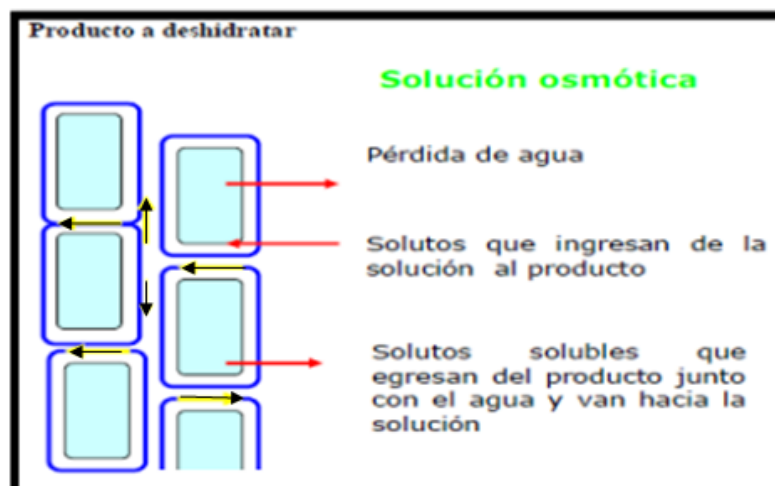 Producto a deshidratar
Solución osmótica
Pérdida de agua
Solutos que ingresan de la
solución al producto
Solutos solubles que
egresan del producto junto
con el agua y van hacia la
solución